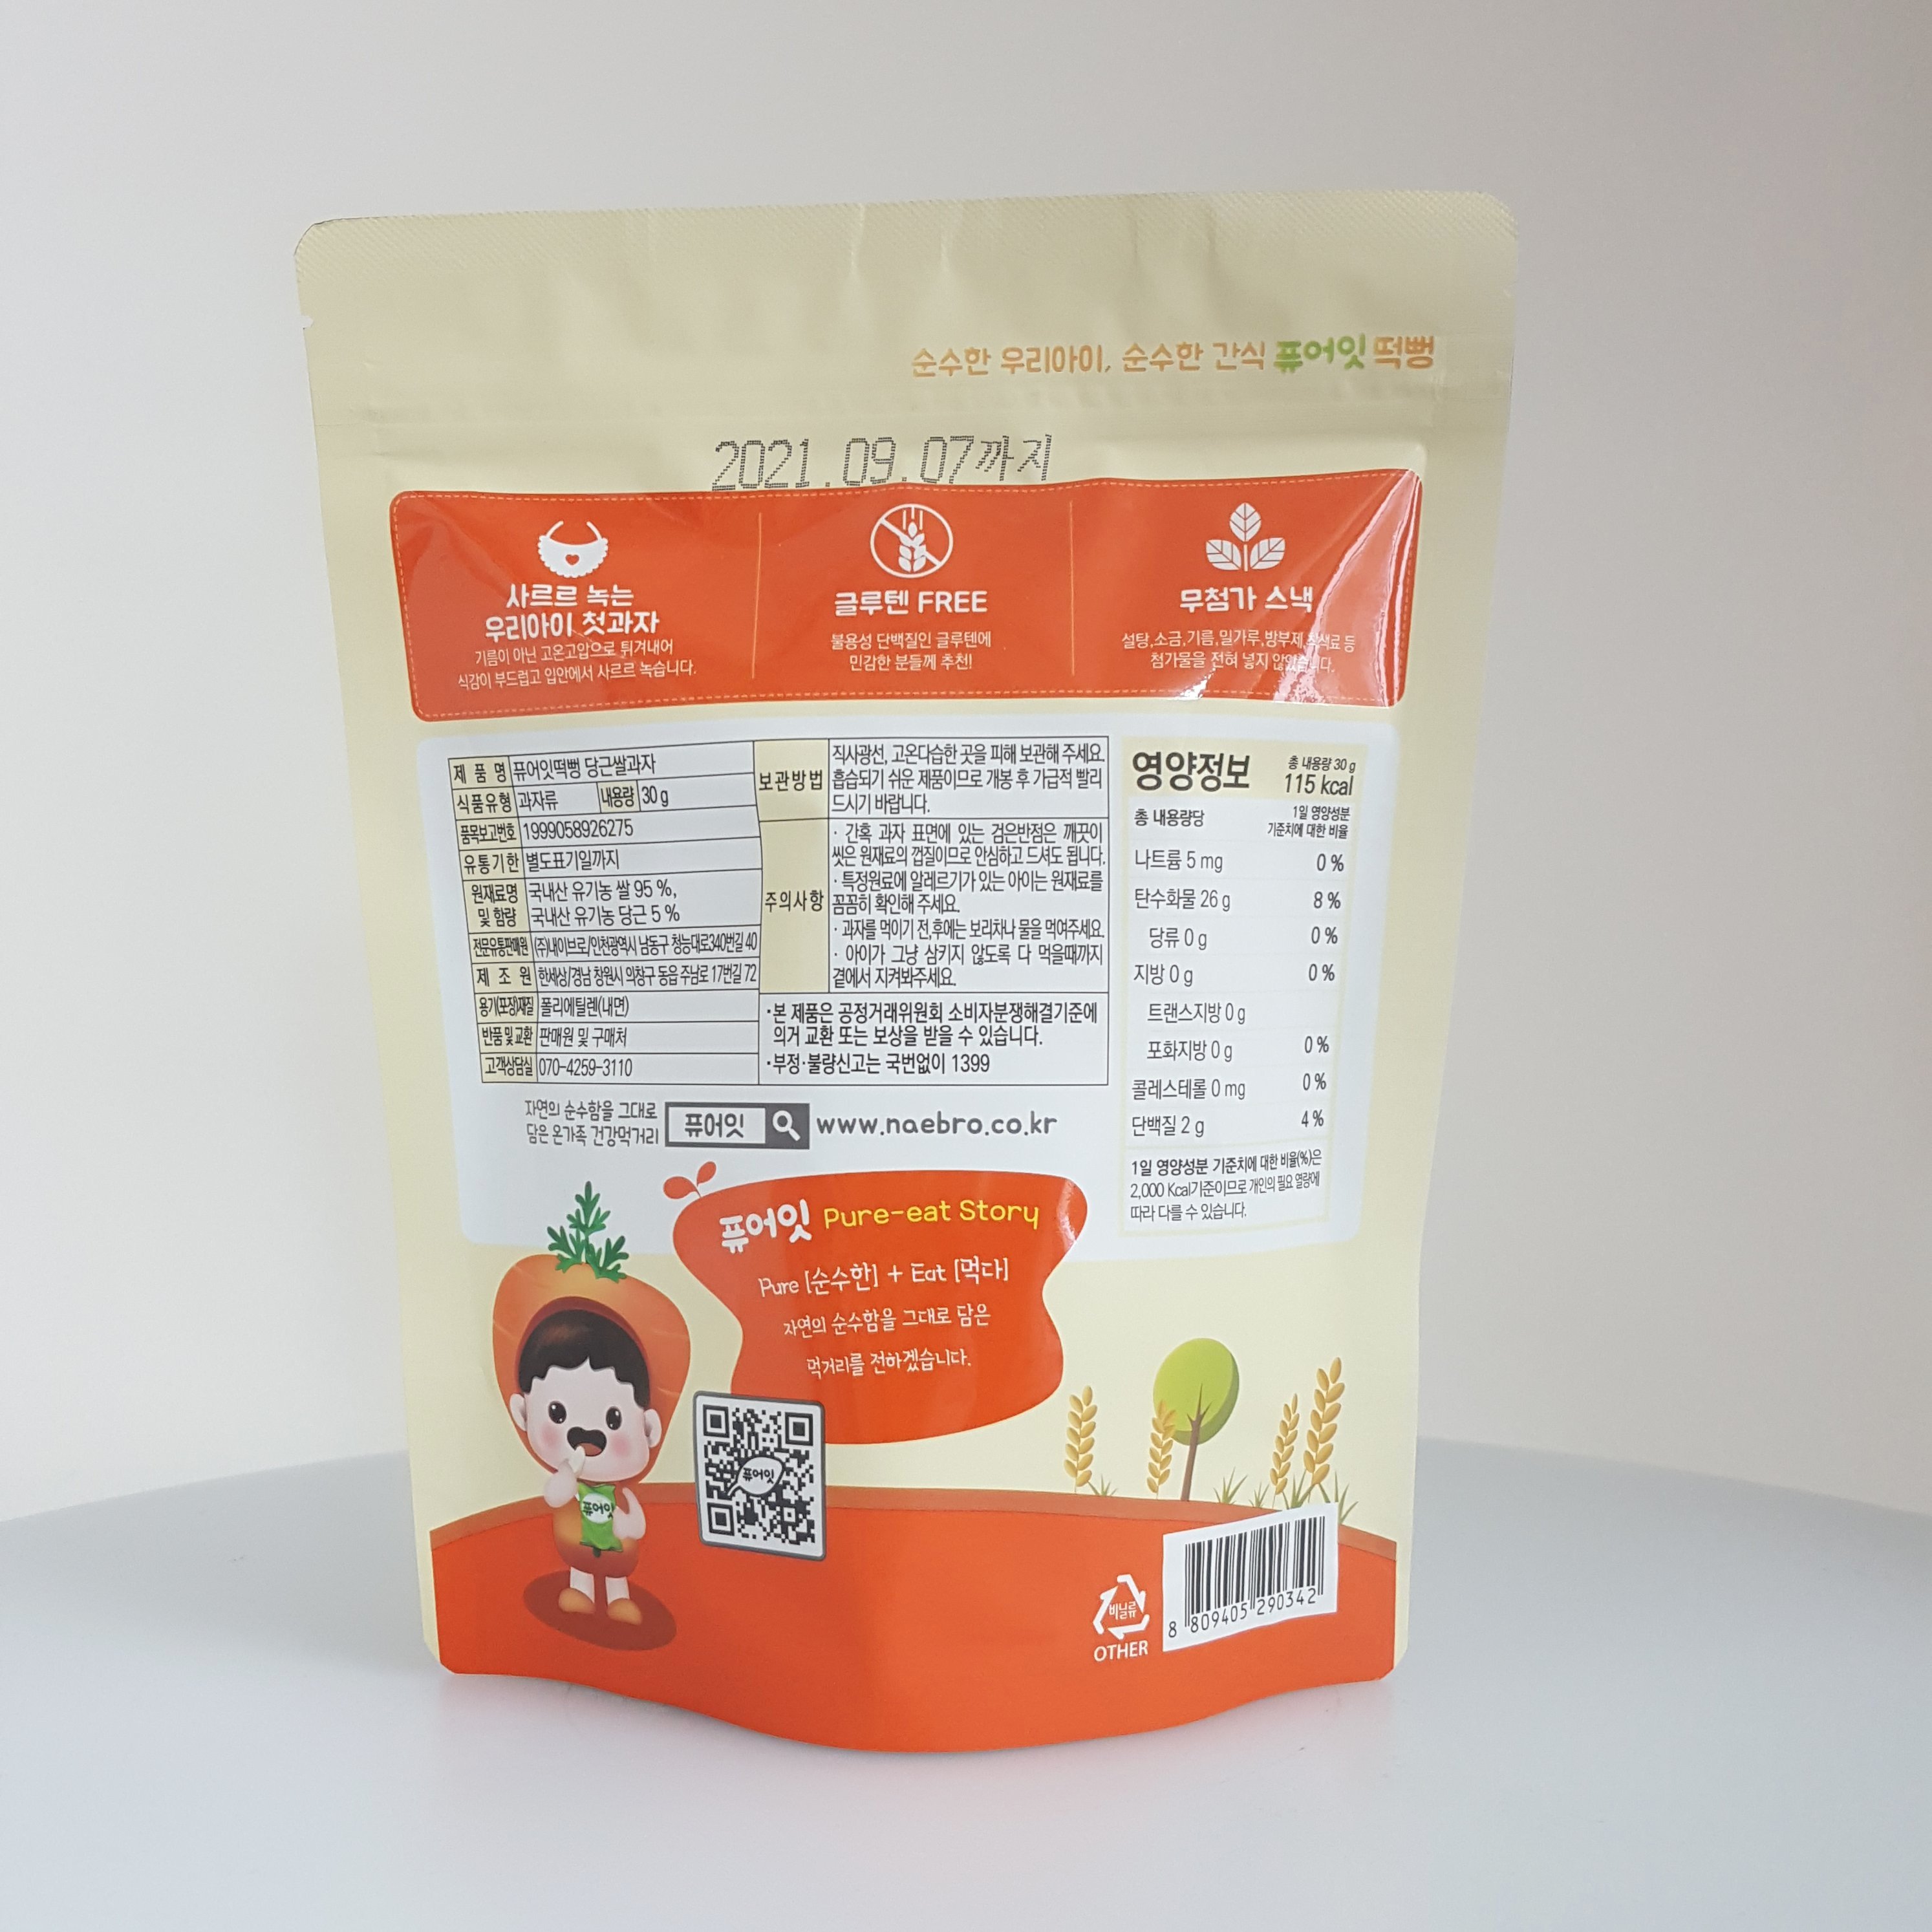 순수한 우리아이, 순수한 간식 퓨어잇 떡뻥
2021.09.07까지
사르르 녹는
우리아이 첫과자
기름이 아닌 고온고압으로 튀겨내어
식감이 부드럽고 입안에서 사르르 녹습니다.
글루텐 FREE
불용성 단백질인 글루텐에
민감한 분들께 추천!
무첨가 스낵
설탕,소금,기름,밀가루,방부제,착색료 등
첨가물을 전혀 넣지 않았습니다.
제 품 명 퓨어잇떡뻥 당근쌀과자
식품유형 과자류 내용량 30 g
품목보고번호 1999058926275
유통기한 별도표기일까지
원재료명 국내산 유기농 쌀 95 %,
및 함량 국내산 유기농 당근 5 %
전문유통판매원 (주)내이브로/인천광역시 남동구 청능대로340번길 40
제 조 원 한세상/경남 창원시 의창구 동읍 주남로 17번길 72
용기(포장)재질 폴리에틸렌(내면)
반품 및 교환 판매원 및 구매처
고객상담실 070-4259-3110
보관방법
직사광선, 고온다습한 곳을 피해 보관해 주세요.
흡습되기 쉬운 제품이므로 개봉 후 가급적 빨리
드시기 바랍니다.
주의사항
· 간혹 과자 표면에 있는 검은반점은 깨끗이
씻은 원재료의 껍질이므로 안심하고 드셔도 됩니다.
· 특정원료에 알레르기가 있는 아이는 원재료를
꼼꼼히 확인해 주세요.
· 과자를 먹이기 전,후에는 보리차나 물을 먹여주세요.
· 아이가 그냥 삼키지 않도록 다 먹을때까지
곁에서 지켜봐주세요.
·본 제품은 공정거래위원회 소비자분쟁해결기준에
의거 교환 또는 보상을 받을 수 있습니다.
·부정·불량신고는 국번없이 1399
영양정보
총 내용량 30 g
115 kcal
총 내용량당
1일 영양성분
기준치에 대한 비율
나트륨 5 mg 0 %
탄수화물 26 g 8 %
당류 0 g 0 %
지방 0 g 0 %
트랜스지방 0 g
포화지방 0 g 0 %
콜레스테롤 0 mg 0 %
단백질 2 g 4 %
1일 영양성분 기준치에 대한 비율(%)은
2,000 Kcal기준이므로 개인의 필요 열량에
따라 다를 수 있습니다.
자연의 순수함을 그대로
담은 온가족 건강먹거리
퓨어잇
www.naebro.co.kr
퓨어잇 Pure-eat Story
Pure [순수한] + Eat [먹다]
자연의 순수함을 그대로 담은
먹거리를 전하겠습니다.
퓨어잇
퓨어잇
비닐류
OTHER
8 809405 290342